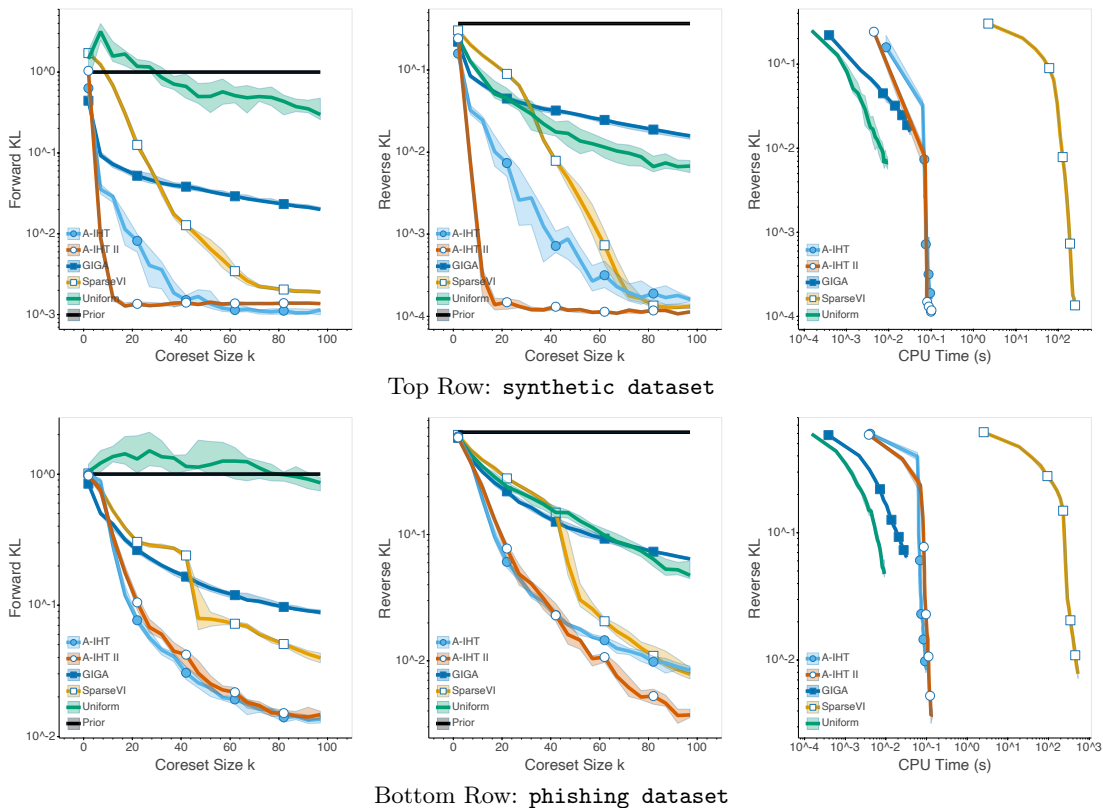 Forward KL
10^0
10^-1
10^-2
10^-3
A-IHT
A-IHT II
GIGA
SparseVI
Uniform
Prior
0 20 40 60 80 100
Coreset Size k
Reverse KL
10^-1
10^-2
10^-3
10^-4
A-IHT
A-IHT II
GIGA
SparseVI
Uniform
Prior
0 20 40 60 80 100
Coreset Size k
Reverse KL
10^-1
10^-2
10^-3
10^-4
A-IHT
A-IHT II
GIGA
SparseVI
Uniform
10^-4 10^-3 10^-2 10^-1 10^0 10^1 10^2
CPU Time (s)
Top Row: synthetic dataset
Forward KL
10^0
10^-1
10^-2
A-IHT
A-IHT II
GIGA
SparseVI
Uniform
Prior
0 20 40 60 80 100
Coreset Size k
Reverse KL
10^-1
10^-2
A-IHT
A-IHT II
GIGA
SparseVI
Uniform
Prior
0 20 40 60 80 100
Coreset Size k
Reverse KL
10^-1
10^-2
A-IHT
A-IHT II
GIGA
SparseVI
Uniform
10^-4 10^-3 10^-2 10^-1 10^0 10^1 10^2 10^3
CPU Time (s)
Bottom Row: phishing dataset